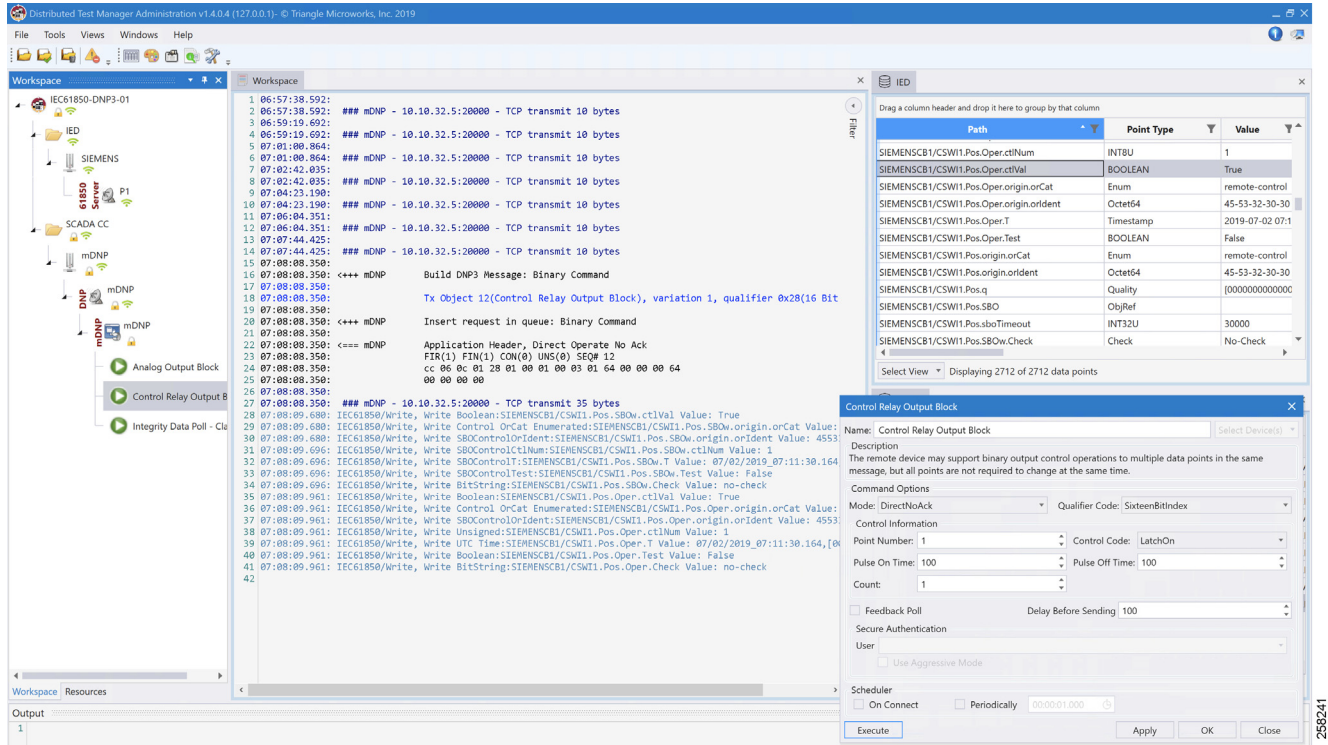 Distributed Test Manager Administration v1.4.0.4 (127.0.0.1)- © Triangle Microworks, Inc. 2019
File Tools Views Windows Help
Workspace
IEC61850-DNP3-01
IED
SIEMENS
61850 Server P1
SCADA CC
mDNP
DNP mDNP
mDNP mDNP
Analog Output Block
Control Relay Output B
Integrity Data Poll - Cla
Workspace Resources
Workspace
Filter
1 06:57:38.592:
2 06:57:38.592: ### mDNP - 10.10.32.5:20000 - TCP transmit 10 bytes
3 06:59:19.692:
4 06:59:19.692: ### mDNP - 10.10.32.5:20000 - TCP transmit 10 bytes
5 07:01:00.864:
6 07:01:00.864: ### mDNP - 10.10.32.5:20000 - TCP transmit 10 bytes
7 07:02:42.035:
8 07:02:42.035: ### mDNP - 10.10.32.5:20000 - TCP transmit 10 bytes
9 07:04:23.190:
10 07:04:23.190: ### mDNP - 10.10.32.5:20000 - TCP transmit 10 bytes
11 07:06:04.351:
12 07:06:04.351: ### mDNP - 10.10.32.5:20000 - TCP transmit 10 bytes
13 07:07:44.425:
14 07:07:44.425: ### mDNP - 10.10.32.5:20000 - TCP transmit 10 bytes
15 07:08:08.350:
16 07:08:08.350: <+++ mDNP Build DNP3 Message: Binary Command
17 07:08:08.350:
18 07:08:08.350: Tx Object 12(Control Relay Output Block), variation 1, qualifier 0x28(16 Bit
19 07:08:08.350:
20 07:08:08.350: <+++ mDNP Insert request in queue: Binary Command
21 07:08:08.350:
22 07:08:08.350: <=== mDNP Application Header, Direct Operate No Ack
23 07:08:08.350: FIR(1) FIN(1) CON(0) UNS(0) SEQ# 12
24 07:08:08.350: cc 06 0c 01 28 01 00 01 00 03 01 64 00 00 00 64
25 07:08:08.350: 00 00 00 00
26 07:08:08.350:
27 07:08:08.350: ### mDNP - 10.10.32.5:20000 - TCP transmit 35 bytes
28 07:08:09.680: IEC61850/Write, Write Boolean:SIEMENSCB1/CSWI1.Pos.SBOw.ctlVal Value: True
29 07:08:09.680: IEC61850/Write, Write Control OrCat Enumerated:SIEMENSCB1/CSWI1.Pos.SBOw.origin.orCat Value:
30 07:08:09.680: IEC61850/Write, Write SBOControlOrIdent:SIEMENSCB1/CSWI1.Pos.SBOw.origin.orIdent Value: 4553
31 07:08:09.696: IEC61850/Write, Write SBOControlCtlNum:SIEMENSCB1/CSWI1.Pos.SBOw.ctlNum Value: 1
32 07:08:09.696: IEC61850/Write, Write SBOControlT:SIEMENSCB1/CSWI1.Pos.SBOw.T Value: 07/02/2019_07:11:30.164
33 07:08:09.696: IEC61850/Write, Write SBOControlTest:SIEMENSCB1/CSWI1.Pos.SBOw.Test Value: False
34 07:08:09.696: IEC61850/Write, Write BitString:SIEMENSCB1/CSWI1.Pos.SBOw.Check Value: no-check
35 07:08:09.961: IEC61850/Write, Write Boolean:SIEMENSCB1/CSWI1.Pos.Oper.ctlVal Value: True
36 07:08:09.961: IEC61850/Write, Write Control OrCat Enumerated:SIEMENSCB1/CSWI1.Pos.Oper.origin.orCat Value:
37 07:08:09.961: IEC61850/Write, Write SBOControlOrIdent:SIEMENSCB1/CSWI1.Pos.Oper.origin.orIdent Value: 4553
38 07:08:09.961: IEC61850/Write, Write Unsigned:SIEMENSCB1/CSWI1.Pos.Oper.ctlNum Value: 1
39 07:08:09.961: IEC61850/Write, Write UTC Time:SIEMENSCB1/CSWI1.Pos.Oper.T Value: 07/02/2019_07:11:30.164,[00
40 07:08:09.961: IEC61850/Write, Write Boolean:SIEMENSCB1/CSWI1.Pos.Oper.Test Value: False
41 07:08:09.961: IEC61850/Write, Write BitString:SIEMENSCB1/CSWI1.Pos.Oper.Check Value: no-check
42
IED
Drag a column header and drop it here to group by that column
Path Point Type Value
SIEMENSCB1/CSWI1.Pos.Oper.ctlNum INT8U 1
SIEMENSCB1/CSWI1.Pos.Oper.ctlVal BOOLEAN True
SIEMENSCB1/CSWI1.Pos.Oper.origin.orCat Enum remote-control
SIEMENSCB1/CSWI1.Pos.Oper.origin.orIdent Octet64 45-53-32-30-30
SIEMENSCB1/CSWI1.Pos.Oper.T Timestamp 2019-07-02 07:1
SIEMENSCB1/CSWI1.Pos.Oper.Test BOOLEAN False
SIEMENSCB1/CSWI1.Pos.origin.orCat Enum remote-control
SIEMENSCB1/CSWI1.Pos.origin.orIdent Octet64 45-53-32-30-30
SIEMENSCB1/CSWI1.Pos.q Quality [0000000000000
SIEMENSCB1/CSWI1.Pos.SBO ObjRef
SIEMENSCB1/CSWI1.Pos.sboTimeout INT32U 30000
SIEMENSCB1/CSWI1.Pos.SBOw.Check Check No-Check
Select View Displaying 2712 of 2712 data points
Control Relay Output Block
Name: Control Relay Output Block Select Device(s)
Description
The remote device may support binary output control operations to multiple data points in the same
message, but all points are not required to change at the same time.
Command Options
Mode: DirectNoAck Qualifier Code: SixteenBitIndex
Control Information
Point Number: 1 Control Code: LatchOn
Pulse On Time: 100 Pulse Off Time: 100
Count: 1
Feedback Poll Delay Before Sending 100
Secure Authentication
User
Use Aggressive Mode
Scheduler
On Connect Periodically 00:00:01.000
Execute Apply OK Close
Output
1
258241